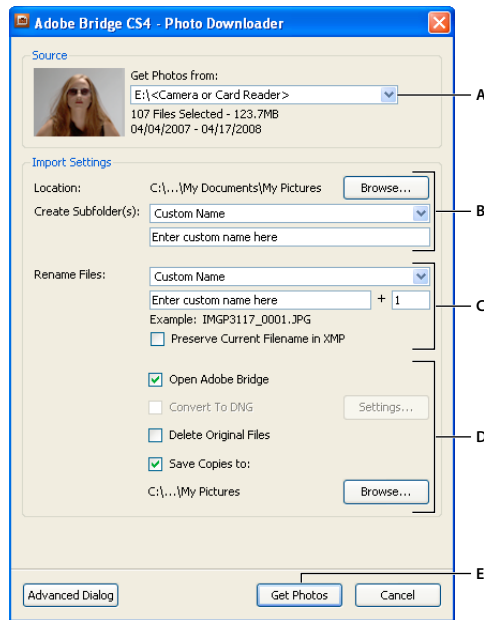 Adobe Bridge CS4 - Photo Downloader
Source
Get Photos from:
E:\<Camera or Card Reader>
A
107 Files Selected - 123.7MB
04/04/2007 - 04/17/2008
Import Settings
Location: C:\...\My Documents\My Pictures Browse...
Create Subfolder(s): Custom Name
B
Enter custom name here
Rename Files: Custom Name
Enter custom name here + 1
C
Example: IMGP3117_0001.JPG
Preserve Current Filename in XMP
Open Adobe Bridge
Convert To DNG Settings...
Delete Original Files
D
Save Copies to:
C:\...\My Pictures Browse...
E
Advanced Dialog Get Photos Cancel